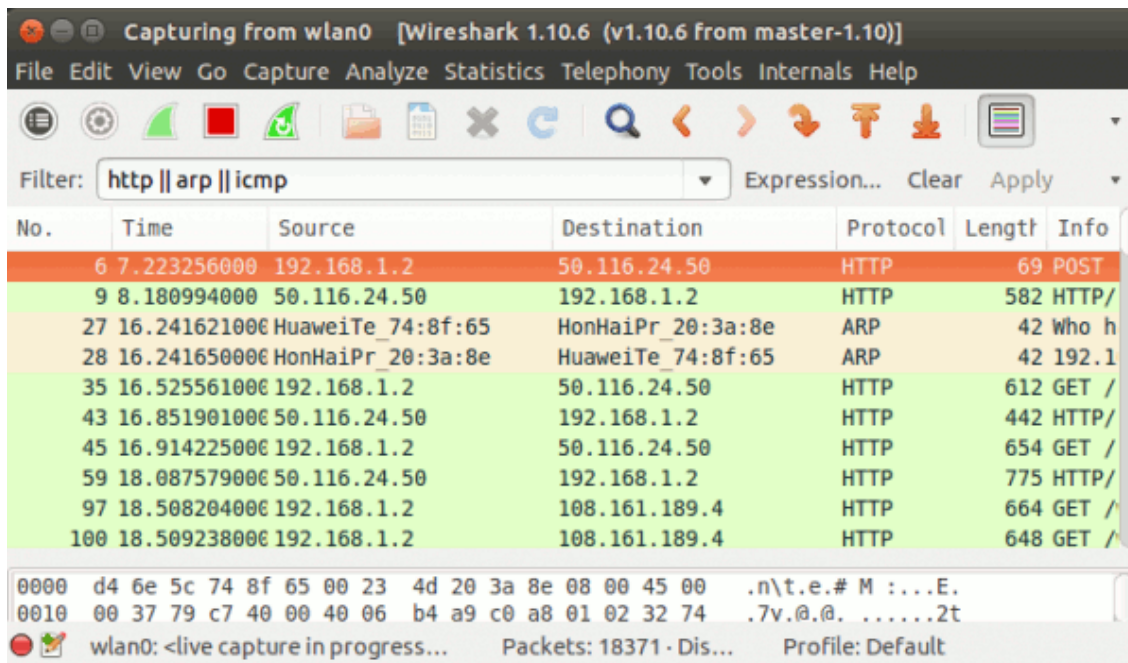 Capturing from wlan0 [Wireshark 1.10.6 (v1.10.6 from master-1.10)]
File Edit View Go Capture Analyze Statistics Telephony Tools Internals Help
Filter: http || arp || icmp Expression... Clear Apply
No. Time Source Destination Protocol Length Info
6 7.223256000 192.168.1.2 50.116.24.50 HTTP 69 POST
9 8.180994000 50.116.24.50 192.168.1.2 HTTP 582 HTTP/
27 16.241621000 HuaweiTe_74:8f:65 HonHaiPr_20:3a:8e ARP 42 Who h
28 16.241650000 HonHaiPr_20:3a:8e HuaweiTe_74:8f:65 ARP 42 192.1
35 16.525561000 192.168.1.2 50.116.24.50 HTTP 612 GET /
43 16.851901000 50.116.24.50 192.168.1.2 HTTP 442 HTTP/
45 16.914225000 192.168.1.2 50.116.24.50 HTTP 654 GET /
59 18.087579000 50.116.24.50 192.168.1.2 HTTP 775 HTTP/
97 18.508204000 192.168.1.2 108.161.189.4 HTTP 664 GET /
100 18.509238000 192.168.1.2 108.161.189.4 HTTP 648 GET /
0000 d4 6e 5c 74 8f 65 00 23 4d 20 3a 8e 08 00 45 00 .n\t.e.# M :...E.
0010 00 37 79 c7 40 00 40 06 b4 a9 c0 a8 01 02 32 74 .7y.@.@. ......2t
wlan0: <live capture in progress... Packets: 18371 · Dis... Profile: Default